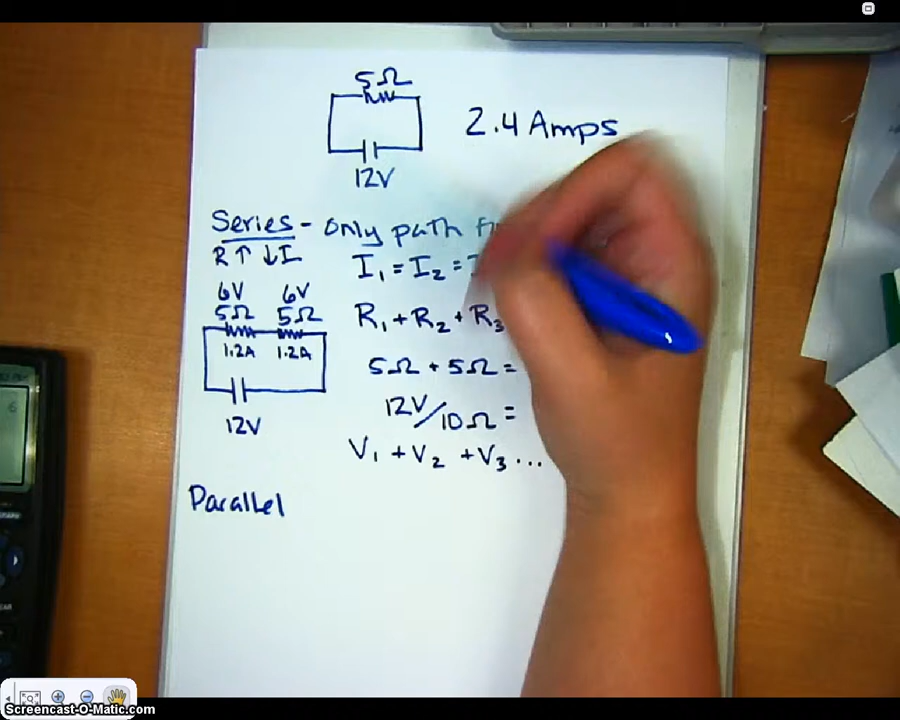 5Ω
2.4 Amps
12V
Series - only path
R↑ ↓I
I₁ = I₂ =
6V 6V
5Ω 5Ω
R₁ + R₂ + R₃
1.2A 1.2A
5Ω + 5Ω =
12V/10Ω =
12V
V₁ + V₂ + V₃ ...
Parallel
6
Screencast-O-Matic.com